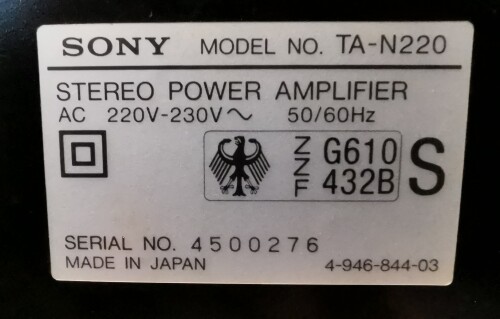 SONY MODEL NO. TA-N220
STEREO POWER AMPLIFIER
AC 220V-230V~ 50/60Hz
ZZF G610 432B S
SERIAL NO. 4500276
MADE IN JAPAN 4-946-844-03